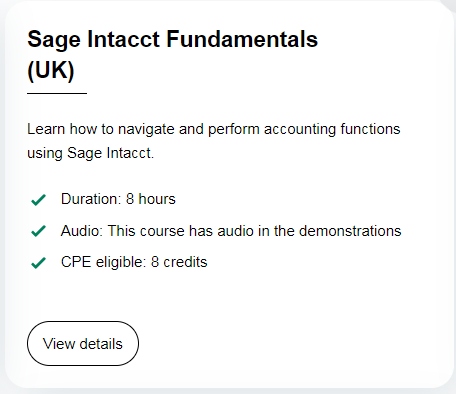 Sage Intacct Fundamentals
(UK)
Learn how to navigate and perform accounting functions
using Sage Intacct.
Duration: 8 hours
Audio: This course has audio in the demonstrations
CPE eligible: 8 credits
View details